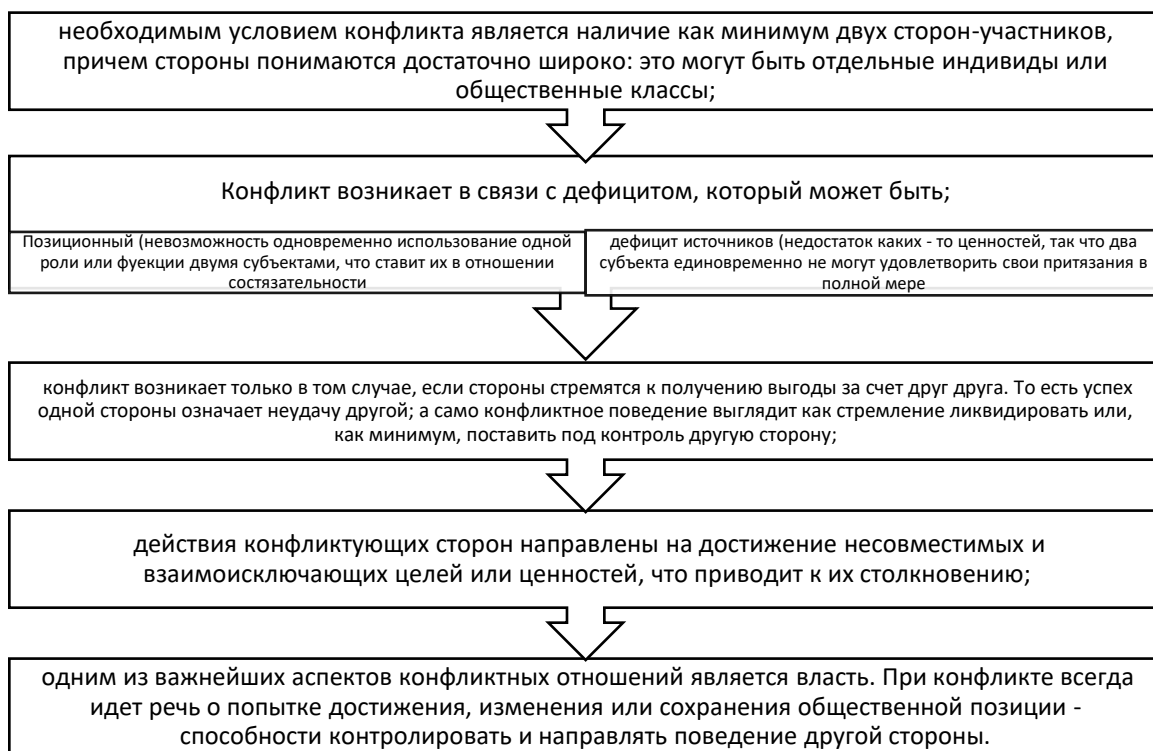 необходимым условием конфликта является наличие как минимум двух сторон-участников,
причем стороны понимаются достаточно широко: это могут быть отдельные индивиды или
общественные классы;
Конфликт возникает в связи с дефицитом, который может быть;
Позиционный (невозможность одновременно использование одной
роли или фуекции двумя субъектами, что ставит их в отношении
состязательности
дефицит источников (недостаток каких - то ценностей, так что два
субъекта единовременно не могут удовлетворить свои притязания в
полной мере
конфликт возникает только в том случае, если стороны стремятся к получению выгоды за счет друг друга. То есть успех
одной стороны означает неудачу другой; а само конфликтное поведение выглядит как стремление ликвидировать или,
как минимум, поставить под контроль другую сторону;
действия конфликтующих сторон направлены на достижение несовместимых и
взаимоисключающих целей или ценностей, что приводит к их столкновению;
одним из важнейших аспектов конфликтных отношений является власть. При конфликте всегда
идет речь о попытке достижения, изменения или сохранения общественной позиции -
способности контролировать и направлять поведение другой стороны.